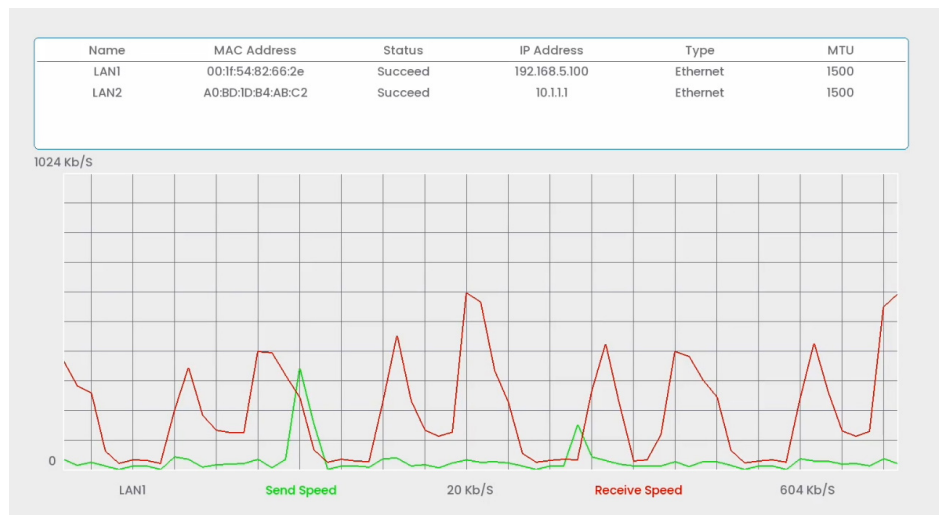 Name MAC Address Status IP Address Type MTU
LAN1 00:1f:54:82:66:2e Succeed 192.168.5.100 Ethernet 1500
LAN2 A0:BD:1D:B4:AB:C2 Succeed 10.1.1.1 Ethernet 1500
1024 Kb/S
0
LAN1 Send Speed 20 Kb/S Receive Speed 604 Kb/S